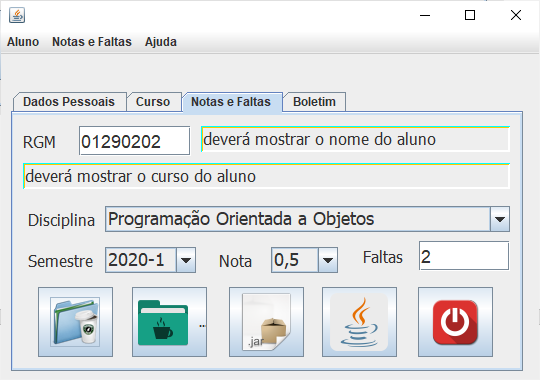 Aluno Notas e Faltas Ajuda
Dados Pessoais Curso Notas e Faltas Boletim
RGM 01290202 deverá mostrar o nome do aluno
deverá mostrar o curso do aluno
Disciplina Programação Orientada a Objetos
Semestre 2020-1 Nota 0,5 Faltas 2
... .jar